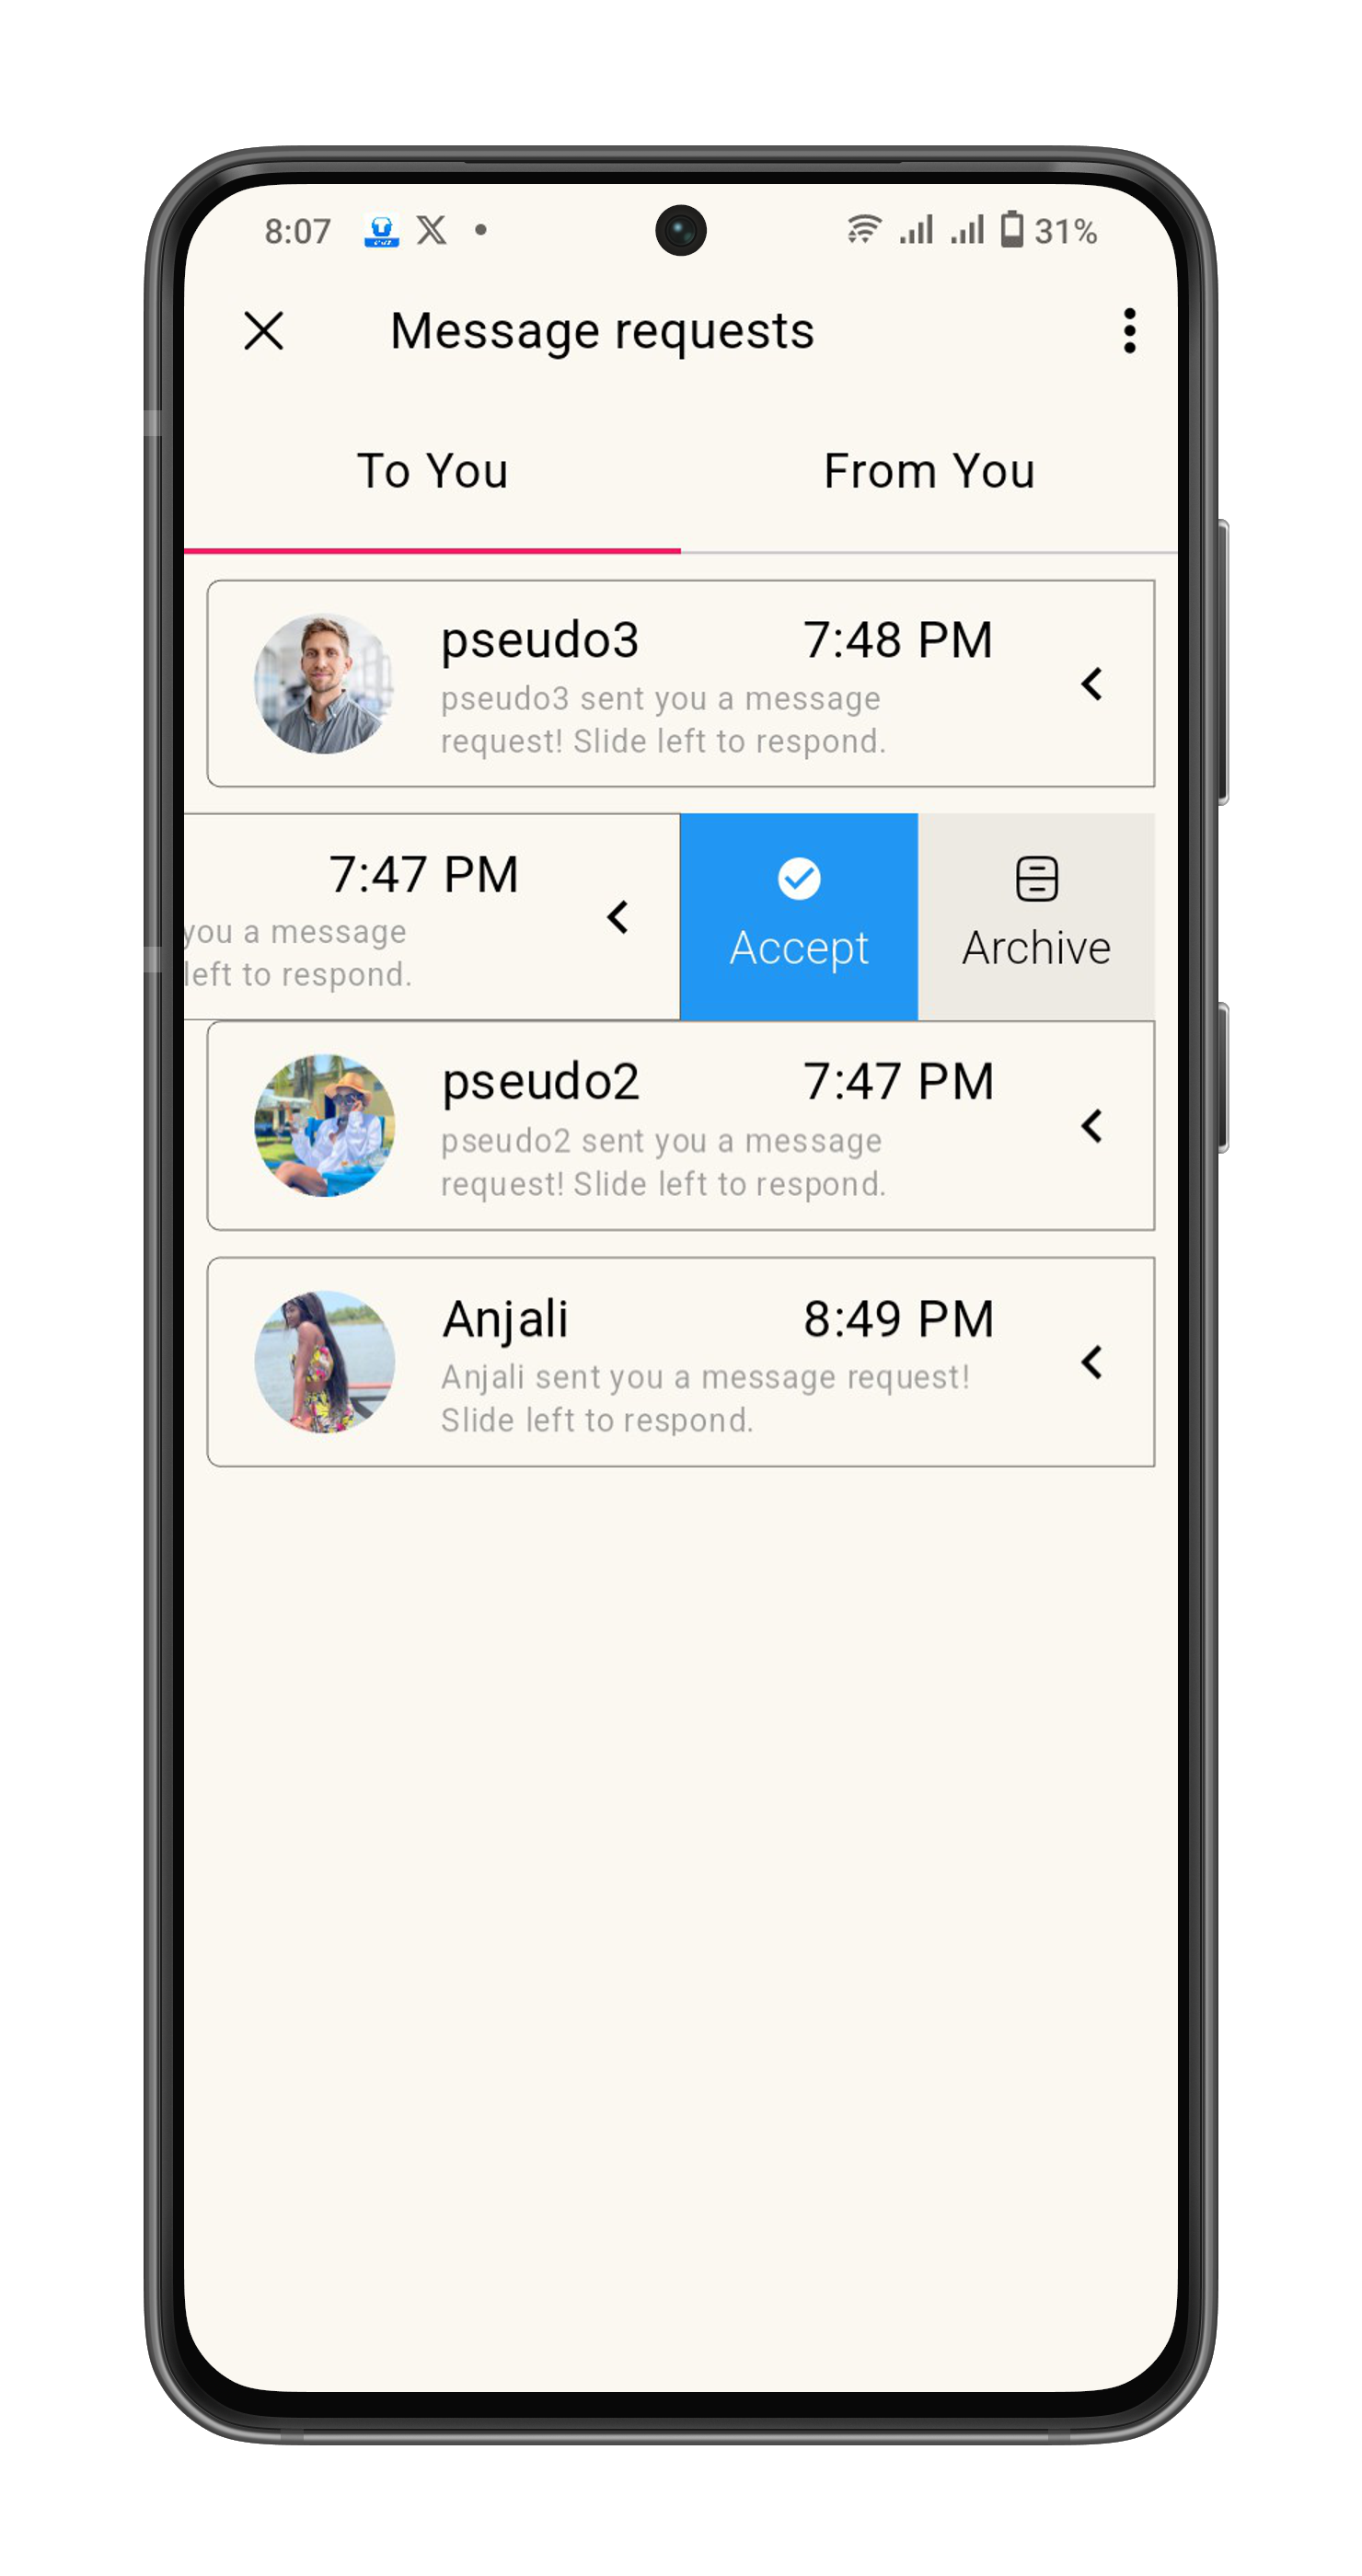 8:07
31%
Message requests
To You
From You
pseudo3
7:48 PM
pseudo3 sent you a message
request! Slide left to respond.
7:47 PM
you a message
left to respond.
Accept
Archive
pseudo2
7:47 PM
pseudo2 sent you a message
request! Slide left to respond.
Anjali
8:49 PM
Anjali sent you a message request!
Slide left to respond.